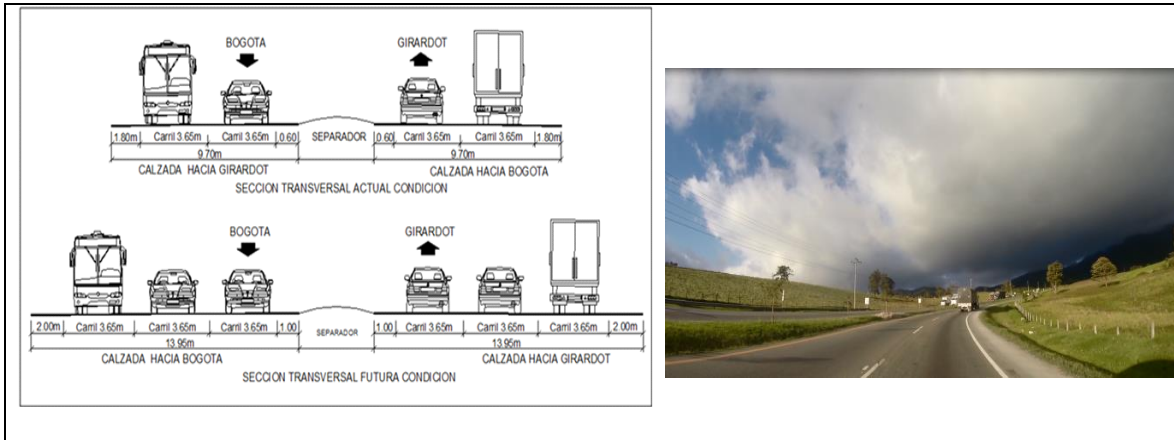 BOGOTA GIRARDOT
1.80m Carril 3.65m Carril 3.65m 0.60 SEPARADOR 0.60 Carril 3.65m Carril 3.65m 1.80m
9.70m 9.70m
CALZADA HACIA GIRARDOT CALZADA HACIA BOGOTA
SECCION TRANSVERSAL ACTUAL CONDICION
BOGOTA GIRARDOT
2.00m Carril 3.65m Carril 3.65m Carril 3.65m 1.00 SEPARADOR 1.00 Carril 3.65m Carril 3.65m Carril 3.65m 2.00m
13.95m 13.95m
CALZADA HACIA BOGOTA CALZADA HACIA GIRARDOT
SECCION TRANSVERSAL FUTURA CONDICION